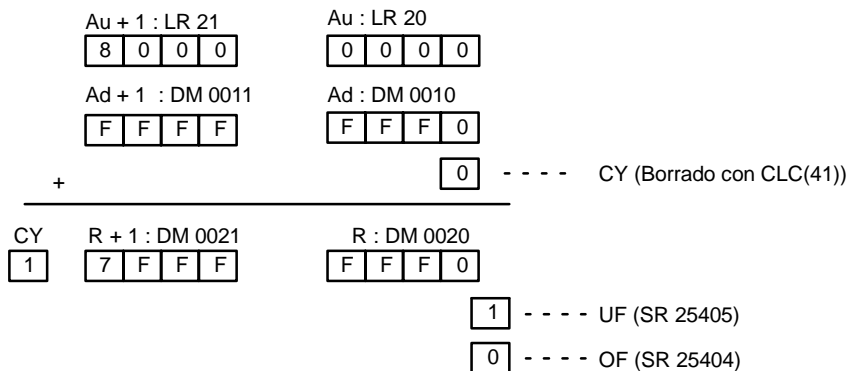 Au + 1 : LR 21 Au : LR 20
8 0 0 0 0 0 0 0
Ad + 1 : DM 0011 Ad : DM 0010
F F F F F F F 0
+ 0 - - - - CY (Borrado con CLC(41))
CY R + 1 : DM 0021 R : DM 0020
1 7 F F F F F F 0
1 - - - - UF (SR 25405)
0 - - - - OF (SR 25404)